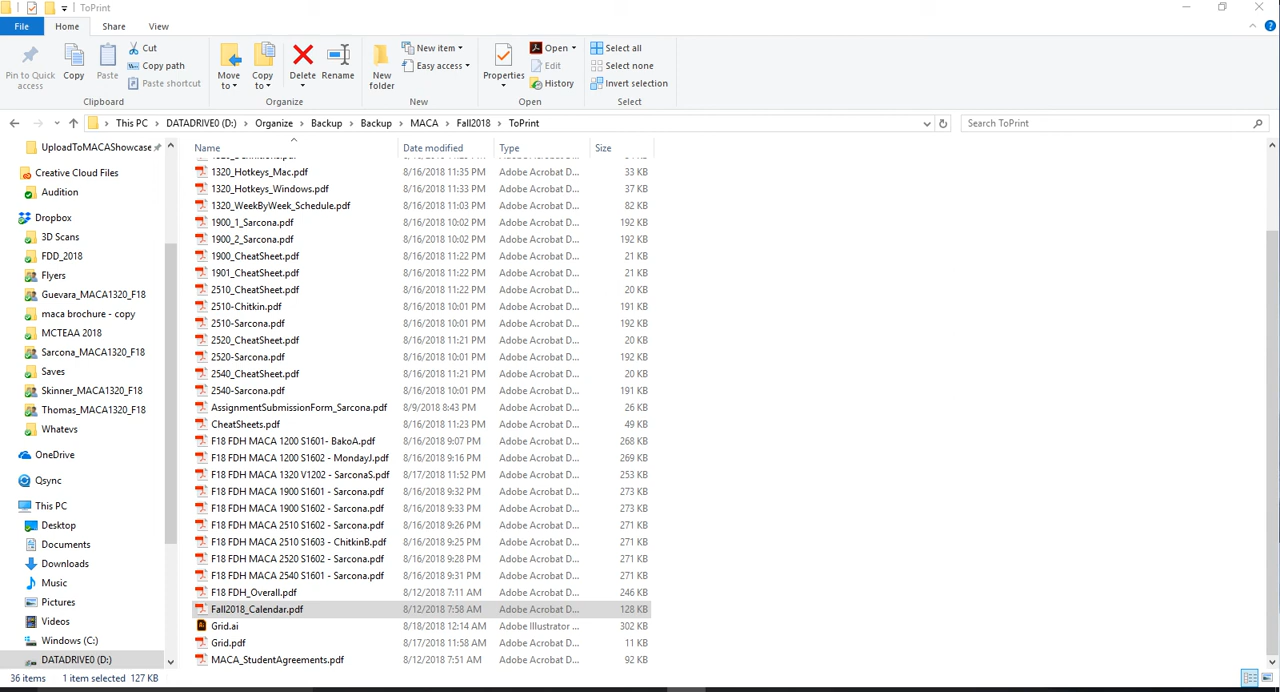 ToPrint
File Home Share View
Pin to Quick access
Copy
Paste
Cut
Copy path
Paste shortcut
Move to
Copy to
Delete
Rename
New folder
New item
Easy access
Properties
Open
Edit
History
Select all
Select none
Invert selection
Clipboard Organize New Open Select
This PC > DATADRIVE0 (D:) > Organize > Backup > Backup > MACA > Fall2018 > ToPrint
Search ToPrint
UploadToMACAShowcase
Creative Cloud Files
Audition
Dropbox
3D Scans
FDD_2018
Flyers
Guevara_MACA1320_F18
maca brochure - copy
MCTEAA 2018
Sarcona_MACA1320_F18
Saves
Skinner_MACA1320_F18
Thomas_MACA1320_F18
Whatevs
OneDrive
Qsync
This PC
Desktop
Documents
Downloads
Music
Pictures
Videos
Windows (C:)
DATADRIVE0 (D:)
Name Date modified Type Size
1320_Hotkeys_Mac.pdf 8/16/2018 11:35 PM Adobe Acrobat D... 33 KB
1320_Hotkeys_Windows.pdf 8/16/2018 11:33 PM Adobe Acrobat D... 37 KB
1320_WeekByWeek_Schedule.pdf 8/16/2018 11:03 PM Adobe Acrobat D... 82 KB
1900_1_Sarcona.pdf 8/16/2018 10:02 PM Adobe Acrobat D... 192 KB
1900_2_Sarcona.pdf 8/16/2018 10:02 PM Adobe Acrobat D... 192 KB
1900_CheatSheet.pdf 8/16/2018 11:22 PM Adobe Acrobat D... 21 KB
1901_CheatSheet.pdf 8/16/2018 11:22 PM Adobe Acrobat D... 21 KB
2510_CheatSheet.pdf 8/16/2018 11:22 PM Adobe Acrobat D... 20 KB
2510-Chitkin.pdf 8/16/2018 10:01 PM Adobe Acrobat D... 191 KB
2510-Sarcona.pdf 8/16/2018 10:01 PM Adobe Acrobat D... 192 KB
2520_CheatSheet.pdf 8/16/2018 11:21 PM Adobe Acrobat D... 20 KB
2520-Sarcona.pdf 8/16/2018 10:01 PM Adobe Acrobat D... 192 KB
2540_CheatSheet.pdf 8/16/2018 11:21 PM Adobe Acrobat D... 20 KB
2540-Sarcona.pdf 8/16/2018 10:01 PM Adobe Acrobat D... 191 KB
AssignmentSubmissionForm_Sarcona.pdf 8/9/2018 8:43 PM Adobe Acrobat D... 26 KB
CheatSheets.pdf 8/16/2018 11:23 PM Adobe Acrobat D... 49 KB
F18 FDH MACA 1200 S1601- BakoA.pdf 8/16/2018 9:07 PM Adobe Acrobat D... 268 KB
F18 FDH MACA 1200 S1602 - MondayJ.pdf 8/16/2018 9:16 PM Adobe Acrobat D... 269 KB
F18 FDH MACA 1320 V1202 - SarconaS.pdf 8/17/2018 11:52 PM Adobe Acrobat D... 253 KB
F18 FDH MACA 1900 S1601 - Sarcona.pdf 8/16/2018 9:32 PM Adobe Acrobat D... 273 KB
F18 FDH MACA 1900 S1602 - Sarcona.pdf 8/16/2018 9:33 PM Adobe Acrobat D... 273 KB
F18 FDH MACA 2510 S1602 - Sarcona.pdf 8/16/2018 9:26 PM Adobe Acrobat D... 271 KB
F18 FDH MACA 2510 S1603 - ChitkinB.pdf 8/16/2018 9:25 PM Adobe Acrobat D... 271 KB
F18 FDH MACA 2520 S1602 - Sarcona.pdf 8/16/2018 9:28 PM Adobe Acrobat D... 271 KB
F18 FDH MACA 2540 S1601 - Sarcona.pdf 8/16/2018 9:31 PM Adobe Acrobat D... 271 KB
F18 FDH_Overall.pdf 8/12/2018 7:11 AM Adobe Acrobat D... 246 KB
Fall2018_Calendar.pdf 8/12/2018 7:58 AM Adobe Acrobat D... 128 KB
Grid.ai 8/18/2018 12:14 AM Adobe Illustrator ... 302 KB
Grid.pdf 8/17/2018 11:58 AM Adobe Acrobat D... 11 KB
MACA_StudentAgreements.pdf 8/12/2018 7:51 AM Adobe Acrobat D... 92 KB
36 items 1 item selected 127 KB